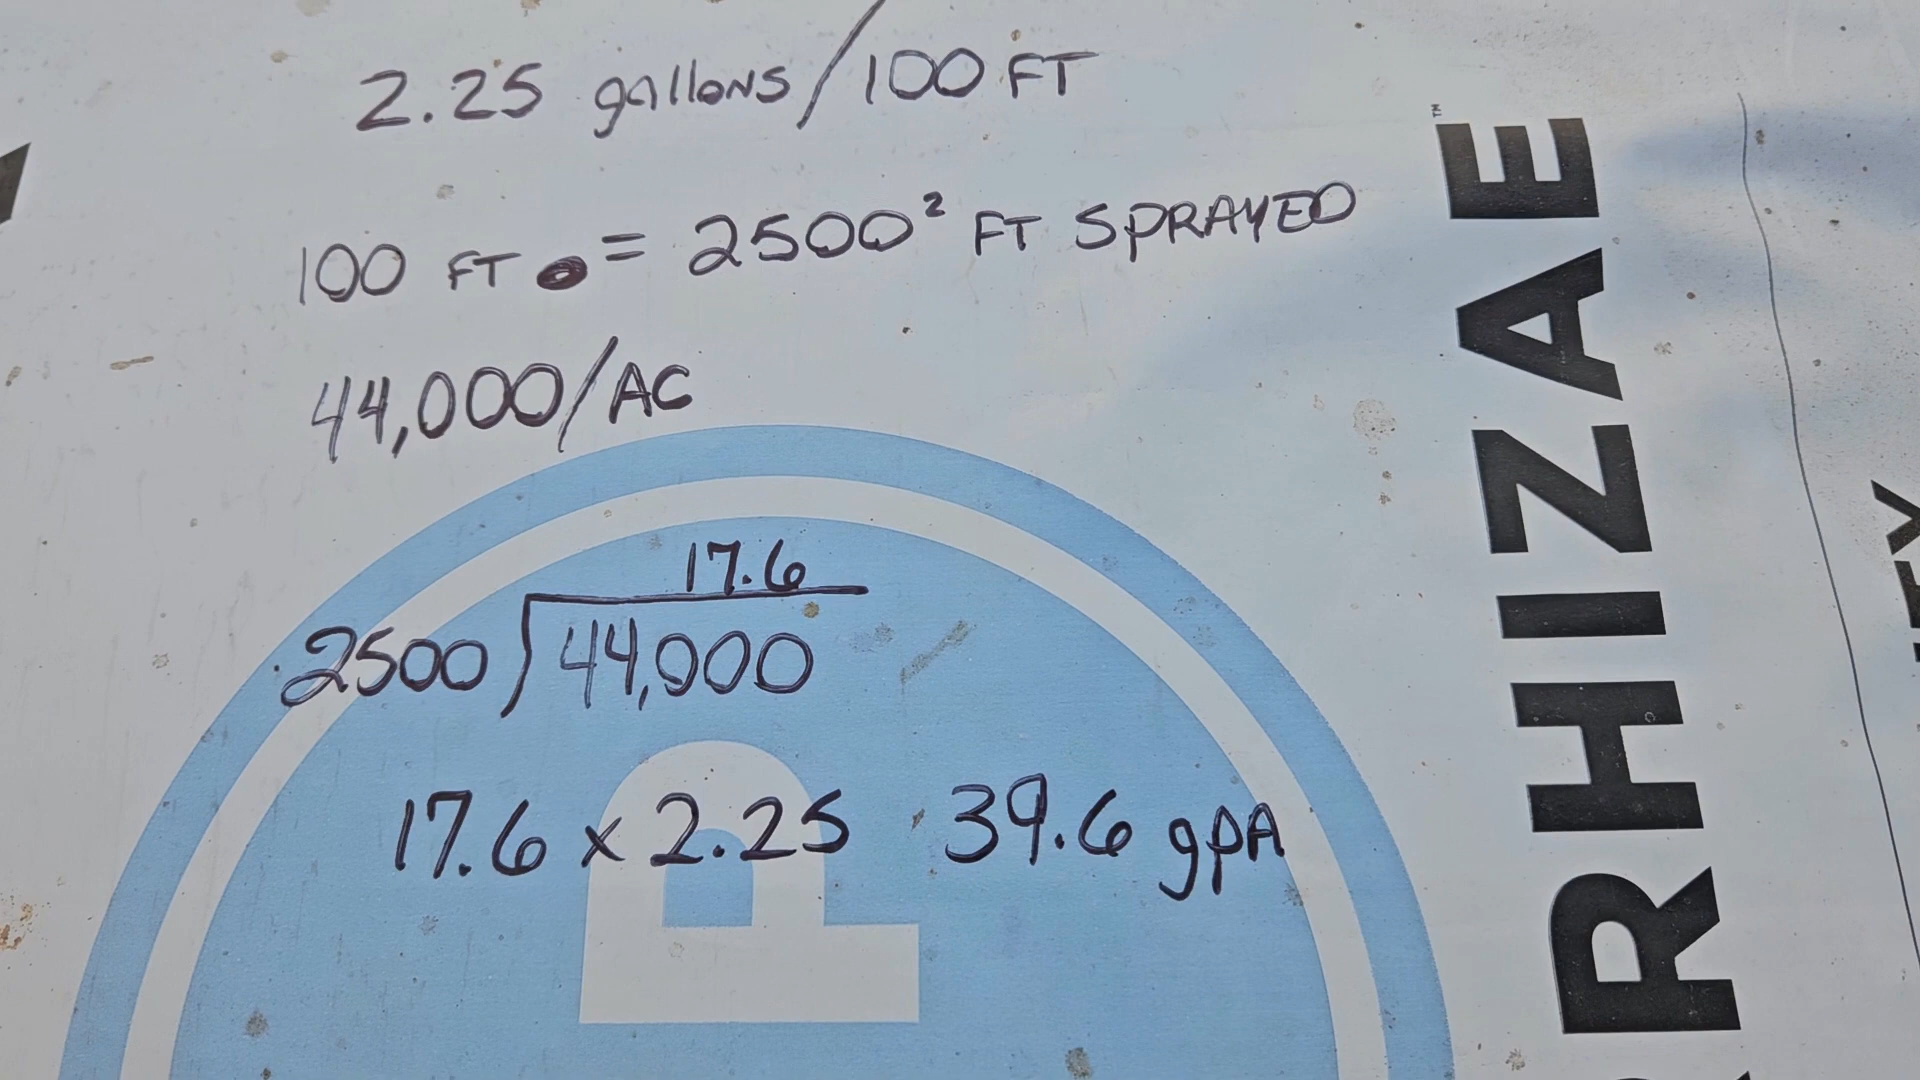 2.25 gallons/100 FT
100 FT = 2500² FT SPRAYED
44,000/AC
17.6
2500 44,000
17.6 x 2.25 39.6 gpA
RHIZAE™
P